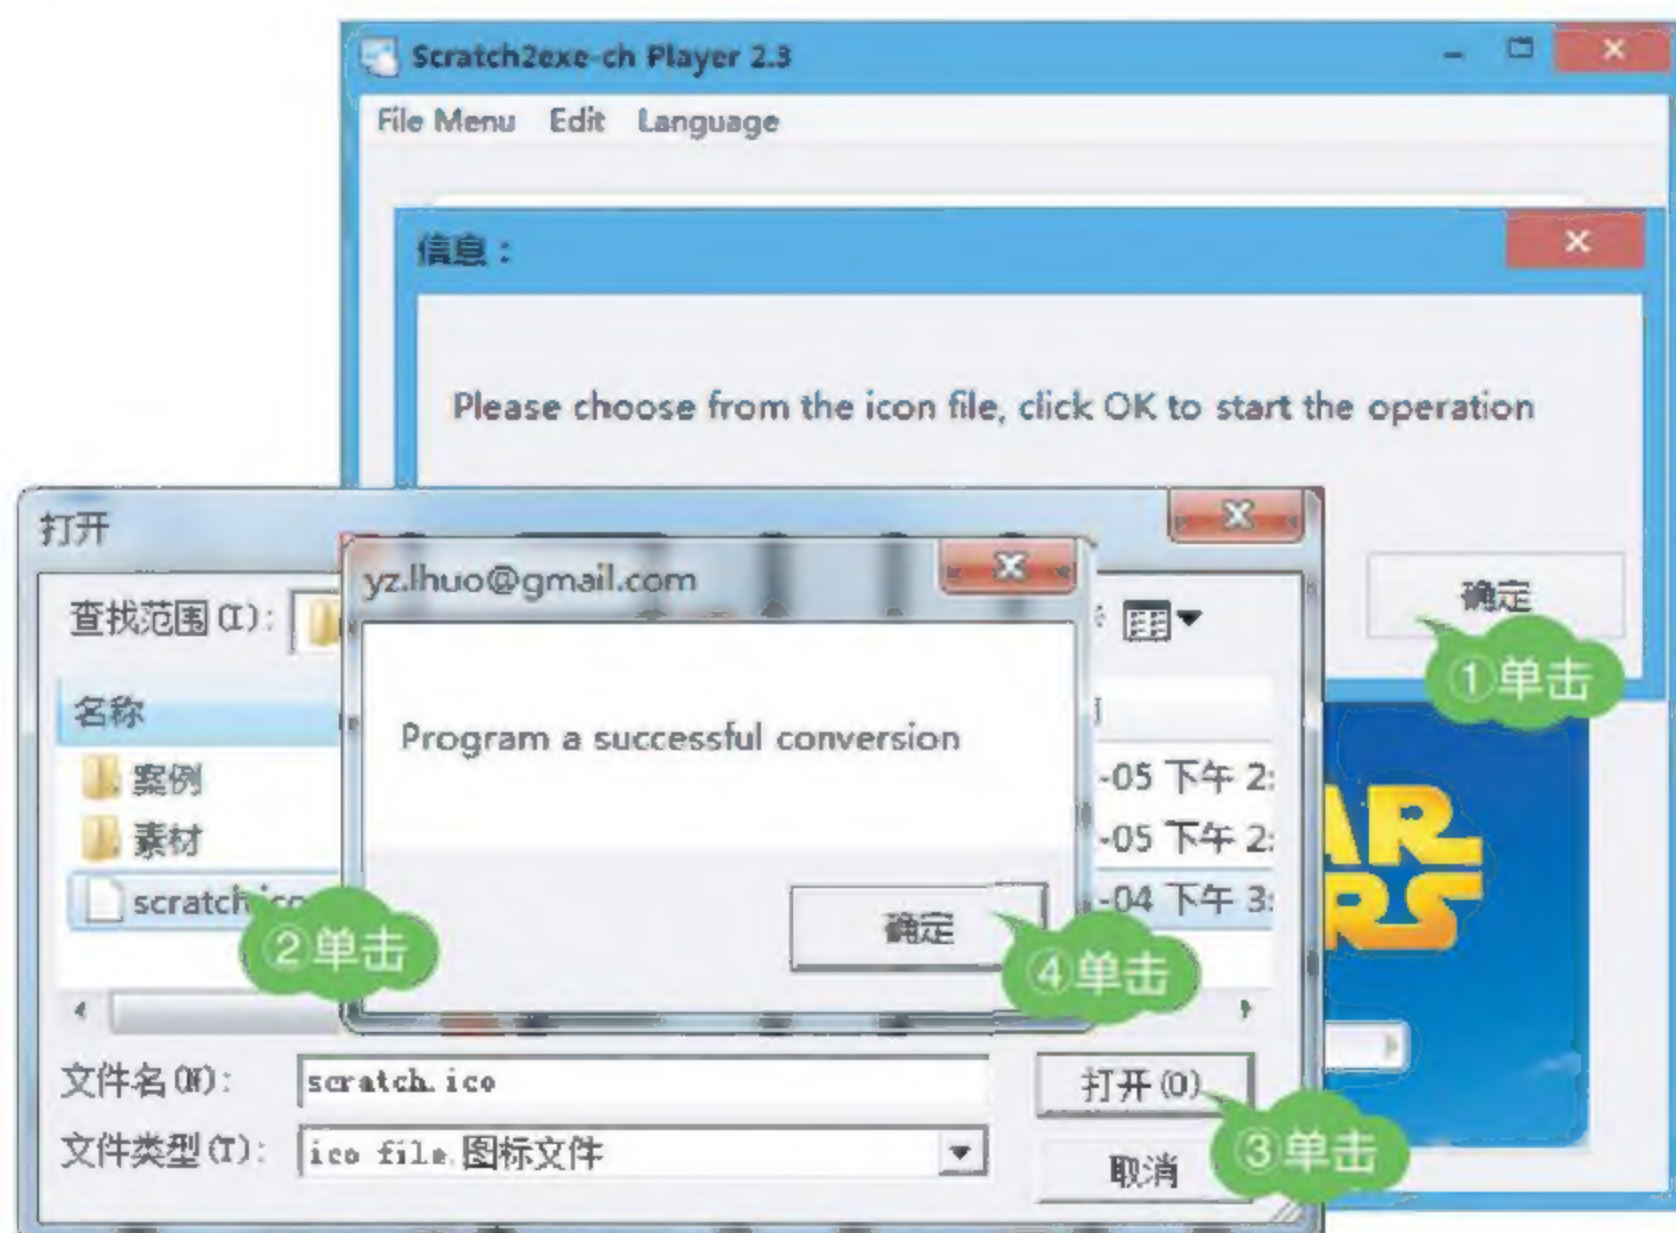 Scratch2exe-ch Player 2.3
File Menu Edit Language
信息：
Please choose from the icon file, click OK to start the operation
确定
①单击
打开
查找范围(I):
yz.lhuo@gmail.com
Program a successful conversion
确定
④单击
名称
案例
-05 下午 2:
素材
-05 下午 2:
-04 下午 3:
②单击
AR
RS
文件名(N):
scratch.ico
打开(O)
③单击
文件类型(T):
ico file.图标文件
取消